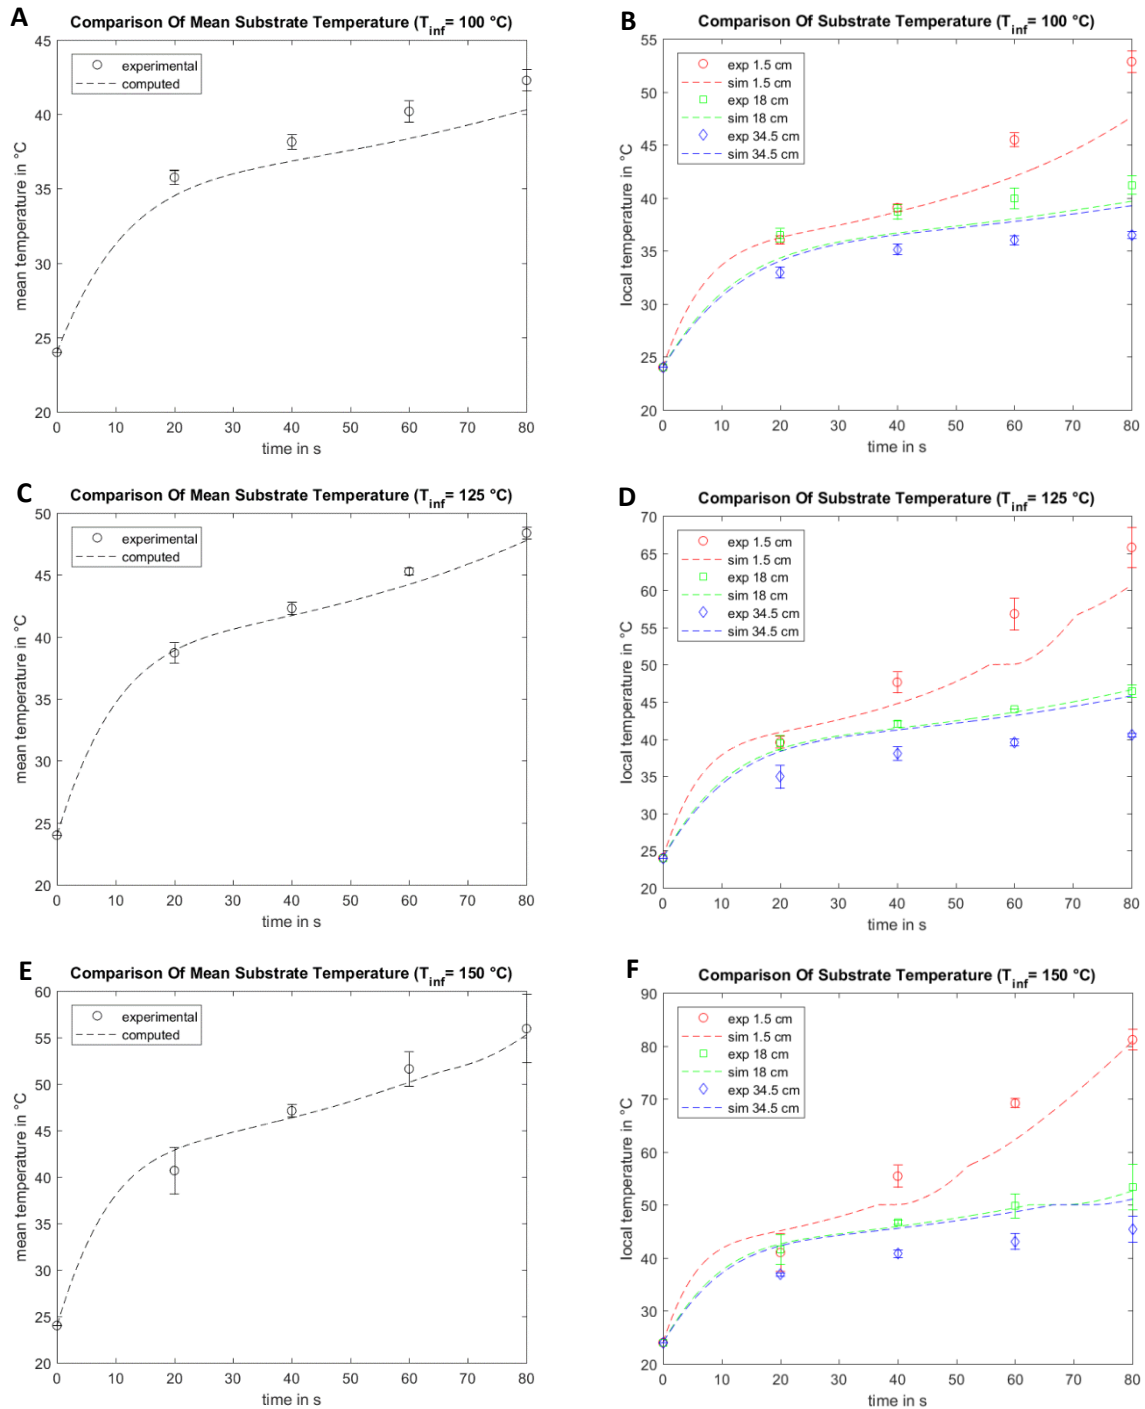 A
Comparison Of Mean Substrate Temperature (T_inf= 100 °C)
45
40
35
30
25
20
mean temperature in °C
experimental
computed
0 10 20 30 40 50 60 70 80
time in s
B
Comparison Of Substrate Temperature (T_inf= 100 °C)
55
50
45
40
35
30
25
20
local temperature in °C
exp 1.5 cm
sim 1.5 cm
exp 18 cm
sim 18 cm
exp 34.5 cm
sim 34.5 cm
0 20 40 60 80
time in s
C
Comparison Of Mean Substrate Temperature (T_inf= 125 °C)
50
45
40
35
30
25
20
mean temperature in °C
experimental
computed
0 10 20 30 40 50 60 70 80
time in s
D
Comparison Of Substrate Temperature (T_inf= 125 °C)
70
65
60
55
50
45
40
35
30
25
20
local temperature in °C
exp 1.5 cm
sim 1.5 cm
exp 18 cm
sim 18 cm
exp 34.5 cm
sim 34.5 cm
0 10 20 30 40 50 60 70 80
time in s
E
Comparison Of Mean Substrate Temperature (T_inf= 150 °C)
60
55
50
45
40
35
30
25
20
mean temperature in °C
experimental
computed
0 10 20 30 40 50 60 70 80
time in s
F
Comparison Of Substrate Temperature (T_inf= 150 °C)
90
80
70
60
50
40
30
20
local temperature in °C
exp 1.5 cm
sim 1.5 cm
exp 18 cm
sim 18 cm
exp 34.5 cm
sim 34.5 cm
0 10 20 30 40 50 60 70 80
time in s